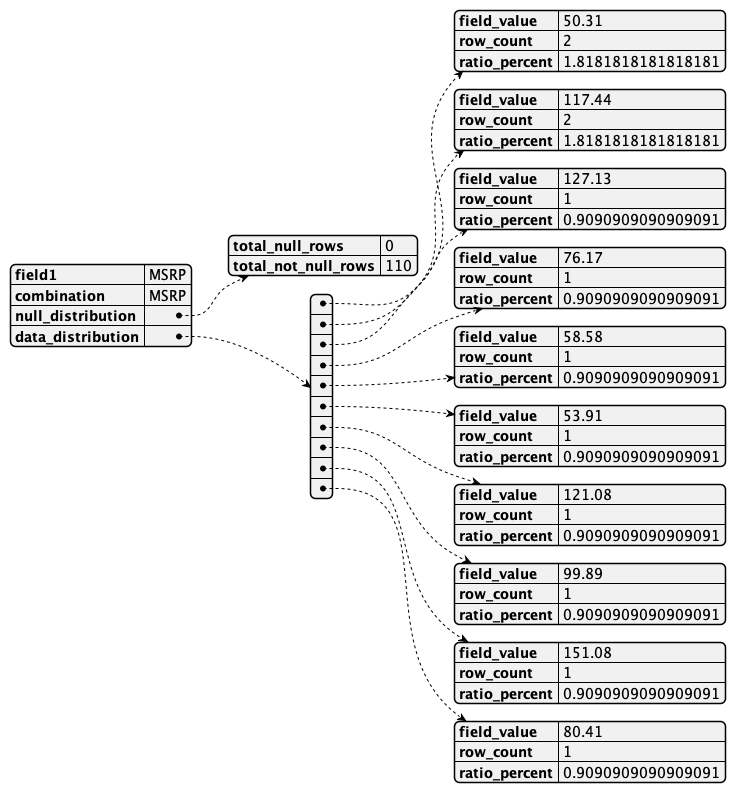 field1 MSRP
combination MSRP
null_distribution
data_distribution
total_null_rows 0
total_not_null_rows 110
field_value 50.31
row_count 2
ratio_percent 1.8181818181818181
field_value 117.44
row_count 2
ratio_percent 1.8181818181818181
field_value 127.13
row_count 1
ratio_percent 0.9090909090909091
field_value 76.17
row_count 1
ratio_percent 0.9090909090909091
field_value 58.58
row_count 1
ratio_percent 0.9090909090909091
field_value 53.91
row_count 1
ratio_percent 0.9090909090909091
field_value 121.08
row_count 1
ratio_percent 0.9090909090909091
field_value 99.89
row_count 1
ratio_percent 0.9090909090909091
field_value 151.08
row_count 1
ratio_percent 0.9090909090909091
field_value 80.41
row_count 1
ratio_percent 0.9090909090909091